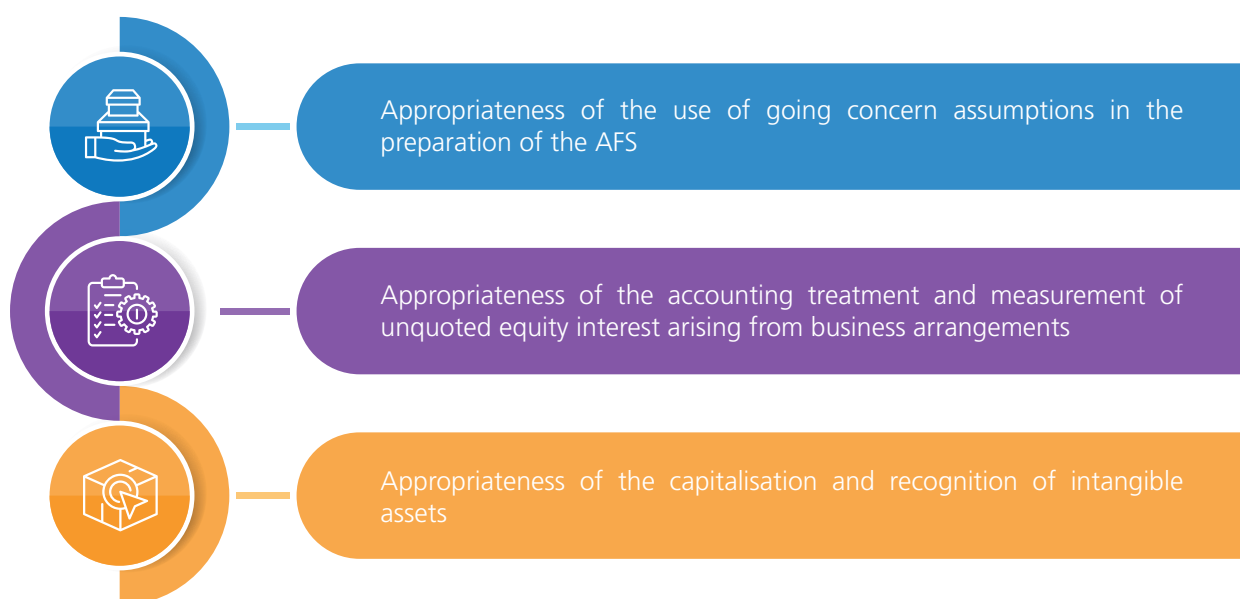 Appropriateness of the use of going concern assumptions in the
preparation of the AFS
Appropriateness of the accounting treatment and measurement of
unquoted equity interest arising from business arrangements
Appropriateness of the capitalisation and recognition of intangible
assets